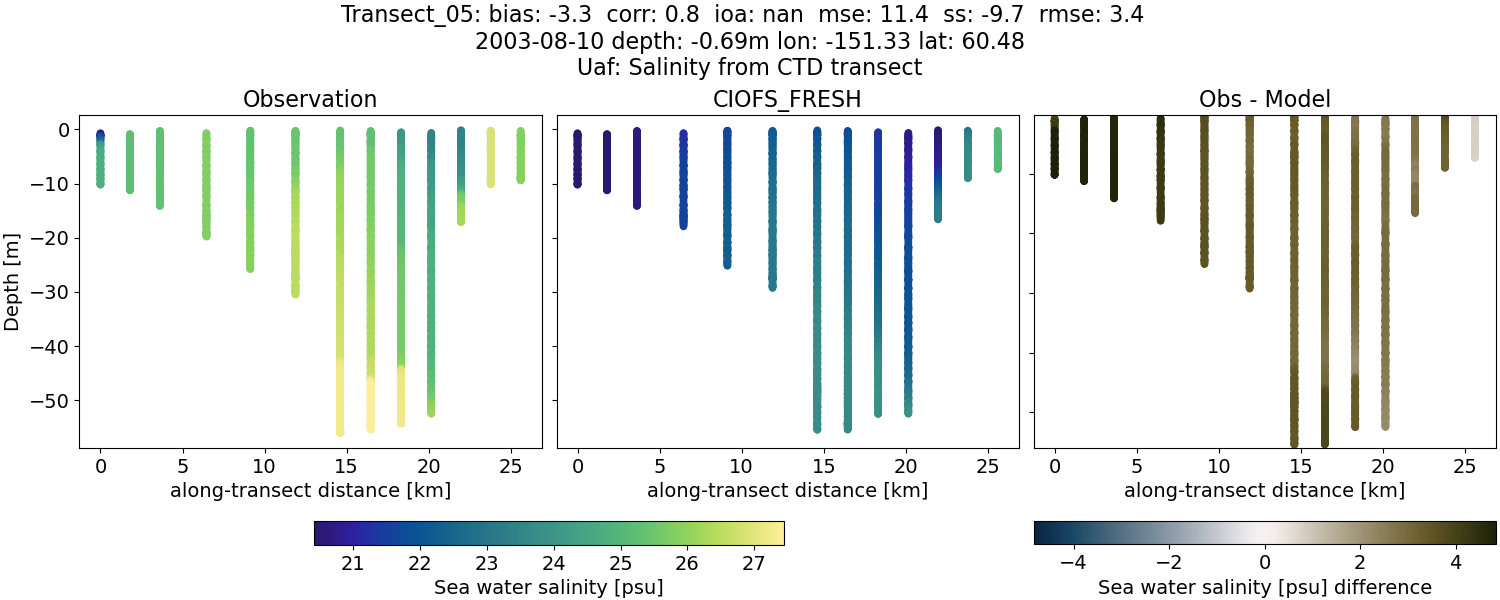 Transect_05: bias: -3.3  corr: 0.8  ioa: nan  mse: 11.4  ss: -9.7  rmse: 3.4
2003-08-10 depth: -0.69m lon: -151.33 lat: 60.48
Uaf: Salinity from CTD transect
Observation
CIOFS_FRESH
Obs - Model
Depth [m]
0
−10
−20
−30
−40
−50
0 5 10 15 20 25
0 5 10 15 20 25
0 5 10 15 20 25
along-transect distance [km]
along-transect distance [km]
along-transect distance [km]
21 22 23 24 25 26 27
Sea water salinity [psu]
−4 −2 0 2 4
Sea water salinity [psu] difference